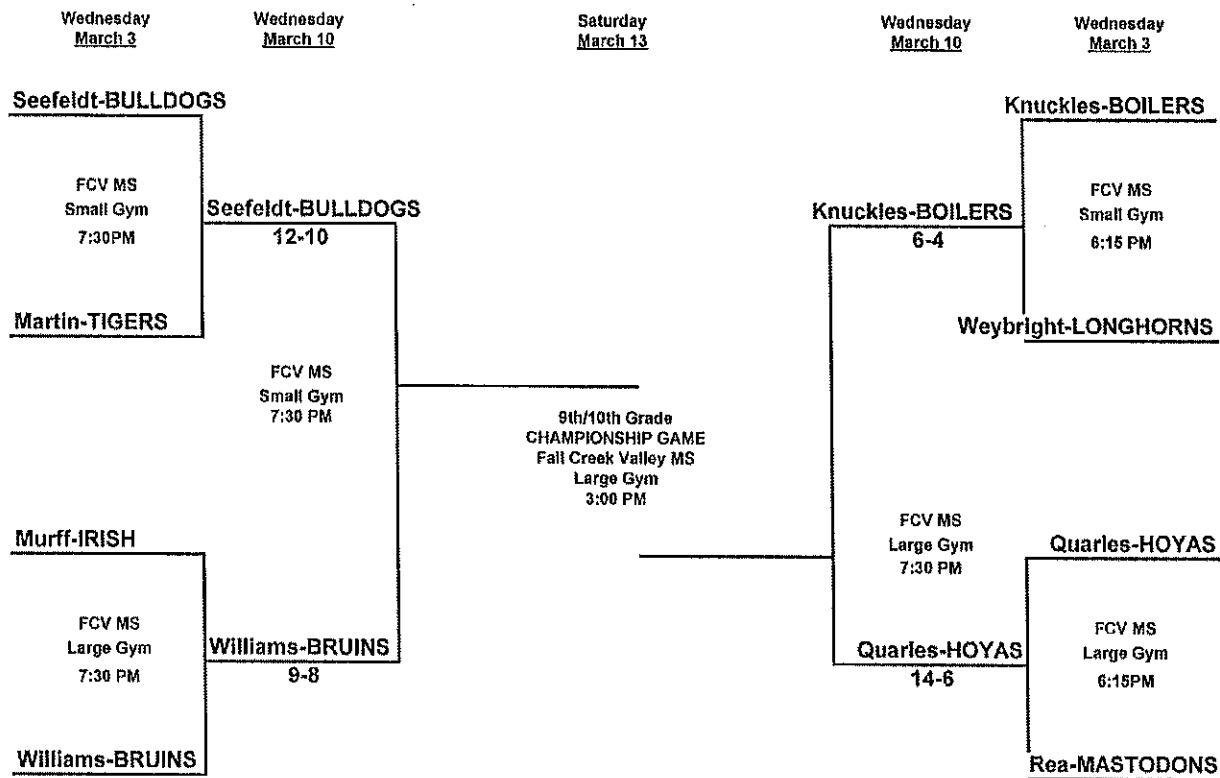 Wednesday
March 3
Wednesday
March 10
Saturday
March 13
Wednesday
March 10
Wednesday
March 3
Seefeldt-BULLDOGS
FCV MS
Small Gym
7:30PM
Martin-TIGERS
Seefeldt-BULLDOGS
12-10
FCV MS
Small Gym
7:30 PM
Murff-IRISH
FCV MS
Large Gym
7:30 PM
Williams-BRUINS
Williams-BRUINS
9-8
9th/10th Grade
CHAMPIONSHIP GAME
Fall Creek Valley MS
Large Gym
3:00 PM
Knuckles-BOILERS
6-4
FCV MS
Large Gym
7:30 PM
Quarles-HOYAS
14-6
Knuckles-BOILERS
FCV MS
Small Gym
6:15 PM
Weybright-LONGHORNS
Quarles-HOYAS
FCV MS
Large Gym
6:15PM
Rea-MASTODONS